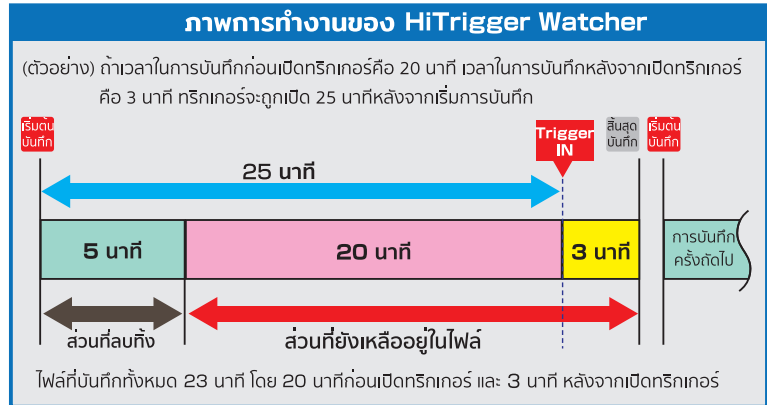 ภาพการทำงานของ HiTrigger Watcher
(ตัวอย่าง) ถ้าเวลาในการบันทึกก่อนเปิดทริกเกอร์คือ 20 นาที เวลาในการบันทึกหลังจากเปิดทริกเกอร์
คือ 3 นาที ทริกเกอร์จะถูกเปิด 25 นาทีหลังจากเริ่มการบันทึก
เริ่มต้น
บันทึก
Trigger
IN
สิ้นสุด
บันทึก
เริ่มต้น
บันทึก
25 นาที
5 นาที
20 นาที
3 นาที
การบันทึก
ครั้งถัดไป
ส่วนที่ลบทิ้ง
ส่วนที่ยังเหลืออยู่ในไฟล์
ไฟล์ที่บันทึกทั้งหมด 23 นาที โดย 20 นาทีก่อนเปิดทริกเกอร์ และ 3 นาที หลังจากเปิดทริกเกอร์